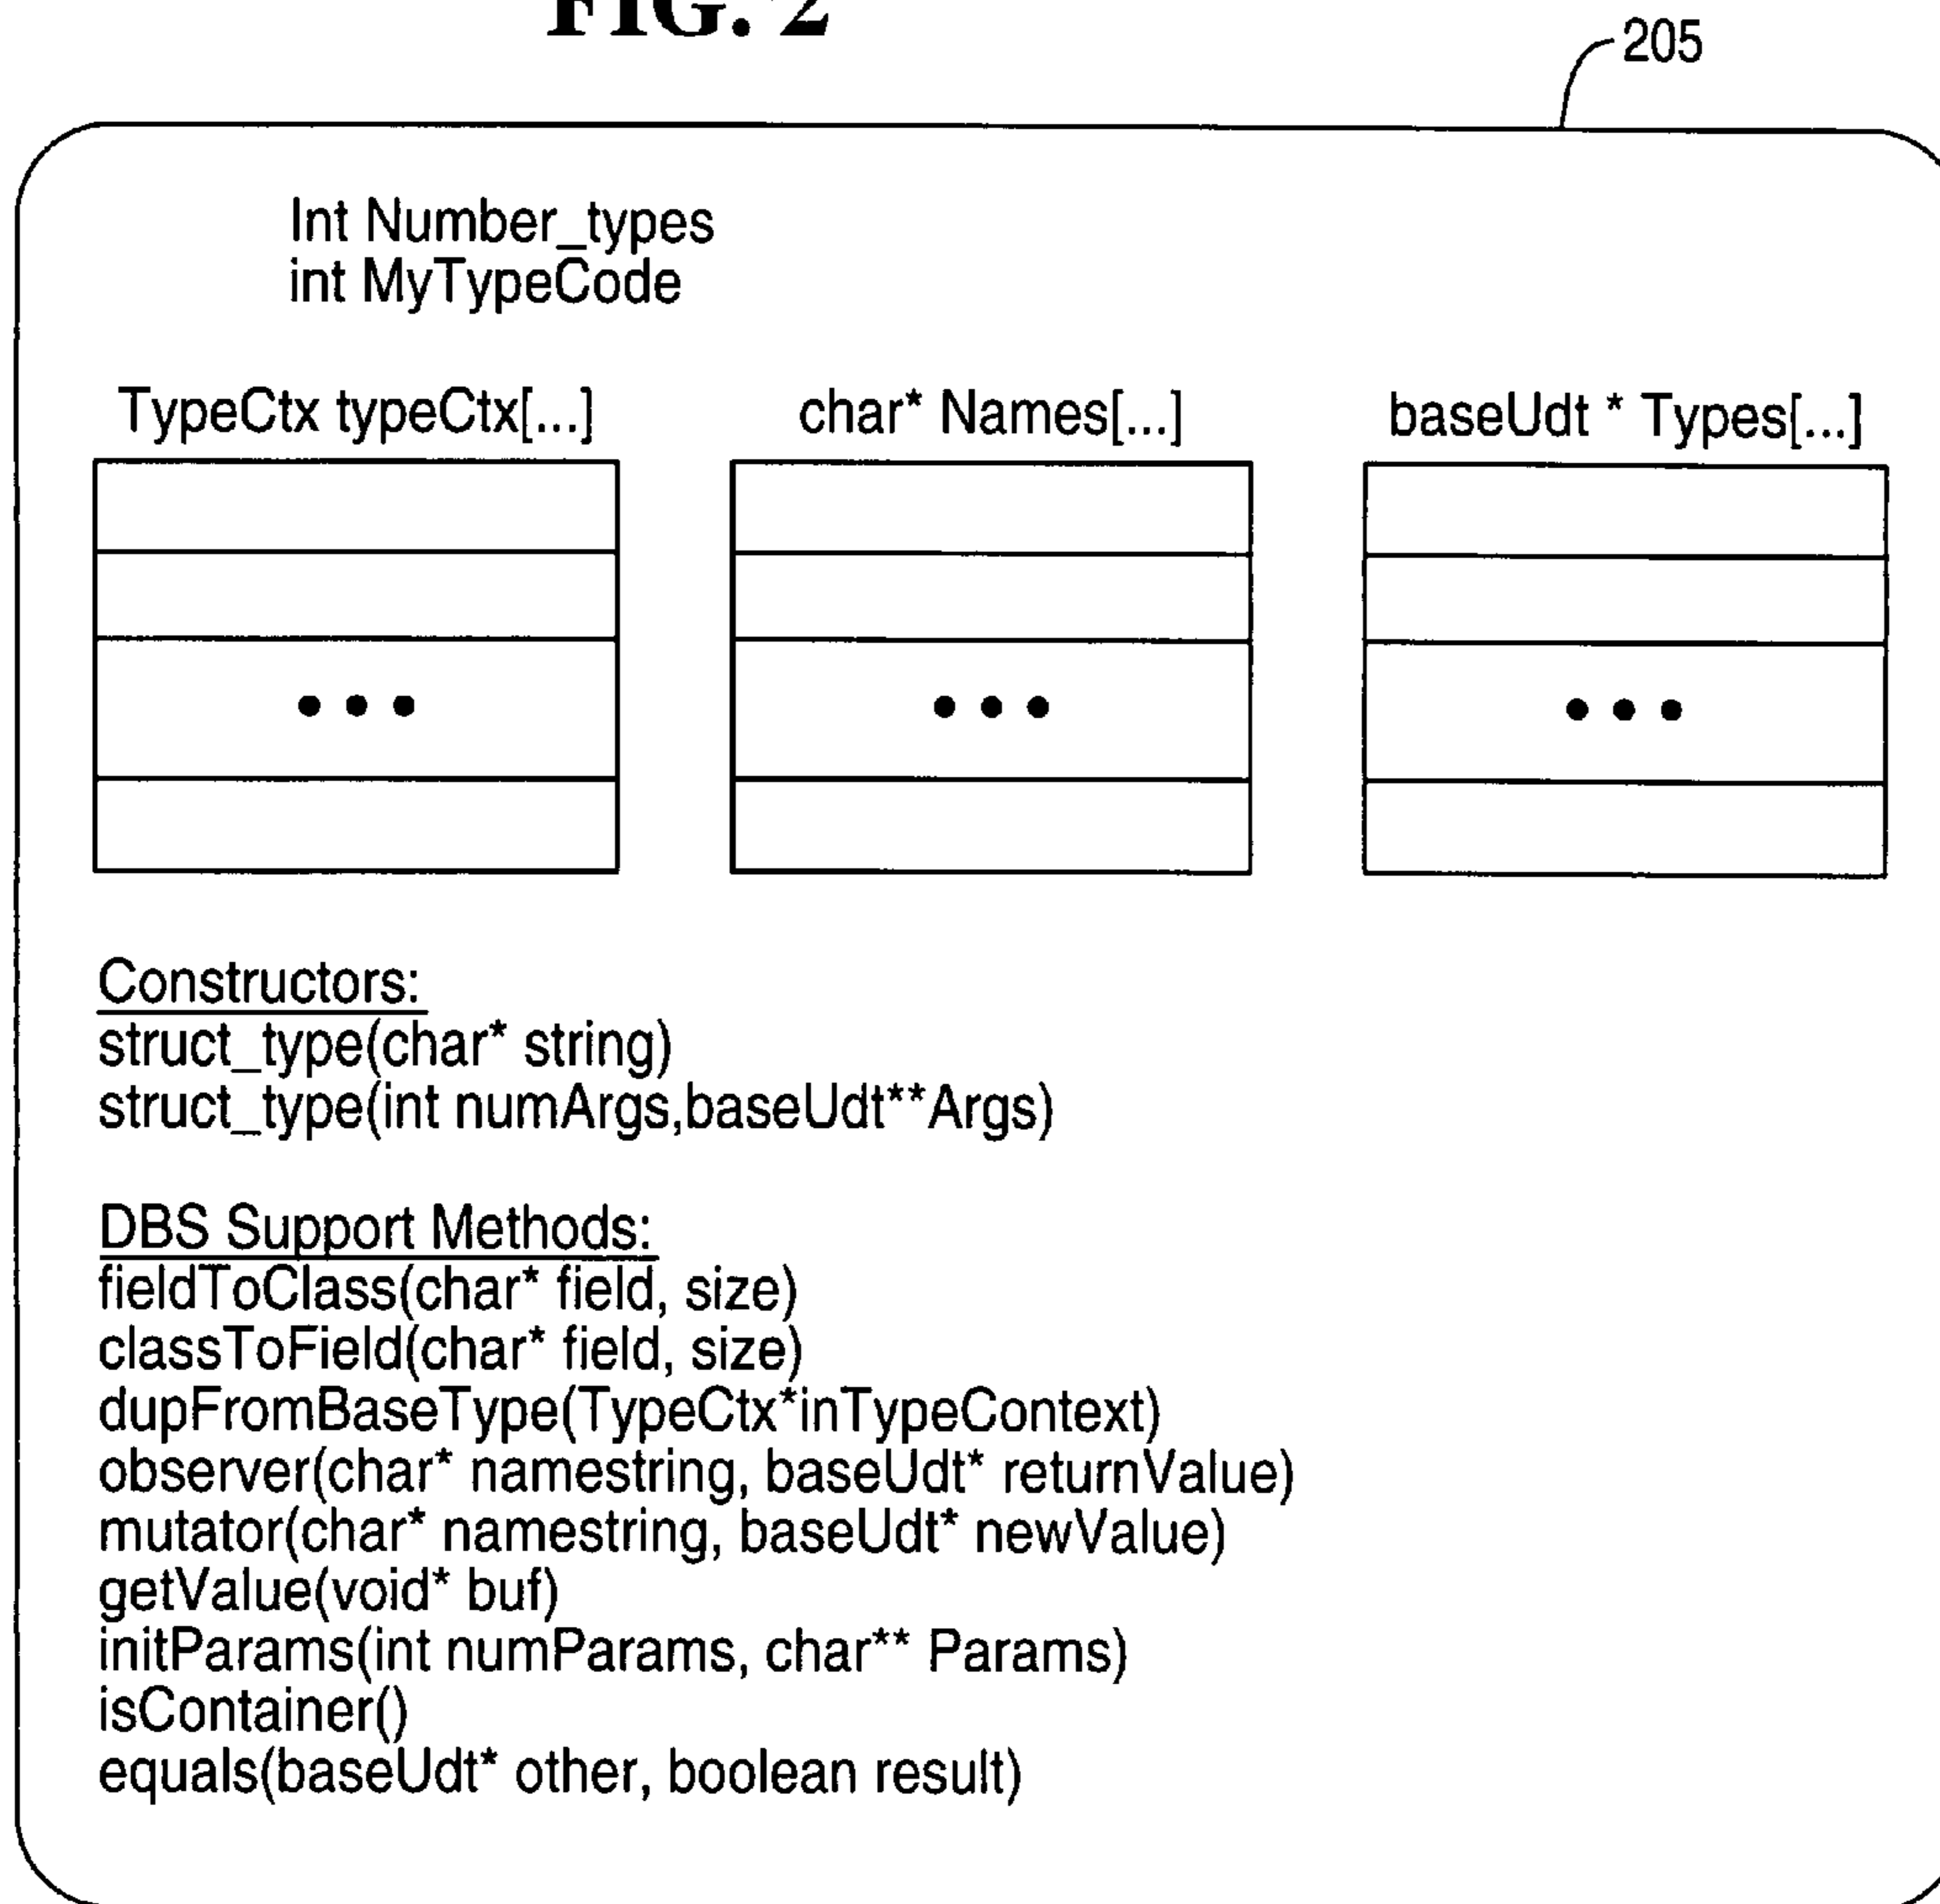 FIG. 2
205
Int Number_types
int MyTypeCode
TypeCtx typeCtx[...] char* Names[...] baseUdt * Types[...]
Constructors:
struct_type(char* string)
struct_type(int numArgs,baseUdt**Args)
DBS Support Methods:
fieldToClass(char* field, size)
classToField(char* field, size)
dupFromBaseType(TypeCtx*inTypeContext)
observer(char* namestring, baseUdt* returnValue)
mutator(char* namestring, baseUdt* newValue)
getValue(void* buf)
initParams(int numParams, char** Params)
isContainer()
equals(baseUdt* other, boolean result)